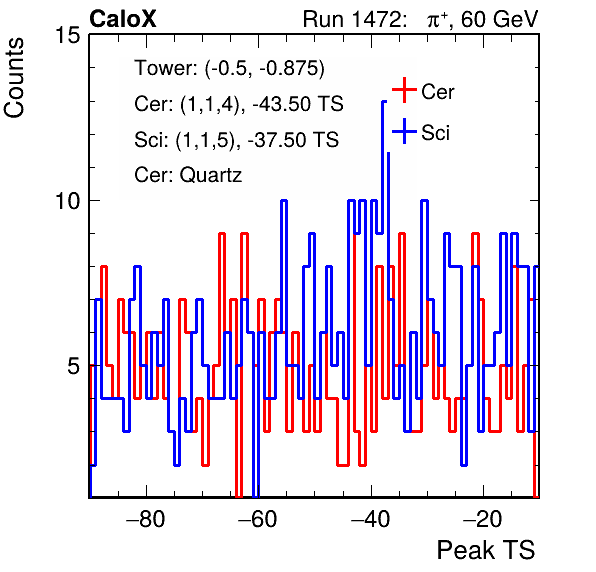 CaloX Run 1472: π+, 60 GeV
Counts
15
10
5
Tower: (-0.5, -0.875)
Cer: (1,1,4), -43.50 TS
Sci: (1,1,5), -37.50 TS
Cer: Quartz
Cer
Sci
−80 −60 −40 −20
Peak TS